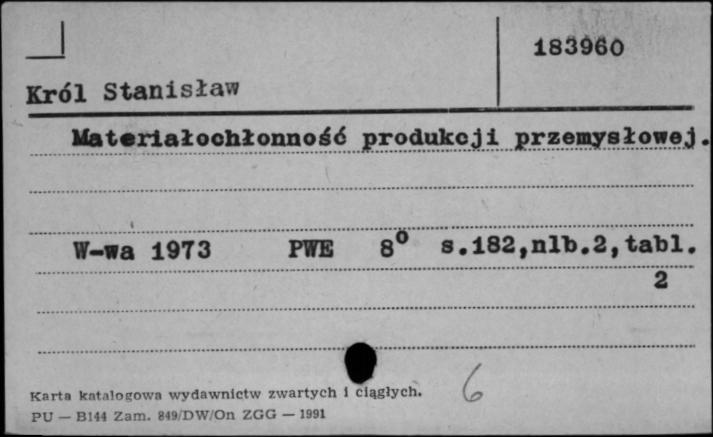 183960
Król Stanisław
Materiałochłonność produkcji przemysłowej.
W-wa 1973 PWE 8° s.182,nlb.2,tabl.
2
Karta katalogowa wydawnictw zwartych i ciągłych.
6
PU — B144 Zam. 849/DW/On ZGG — 1991